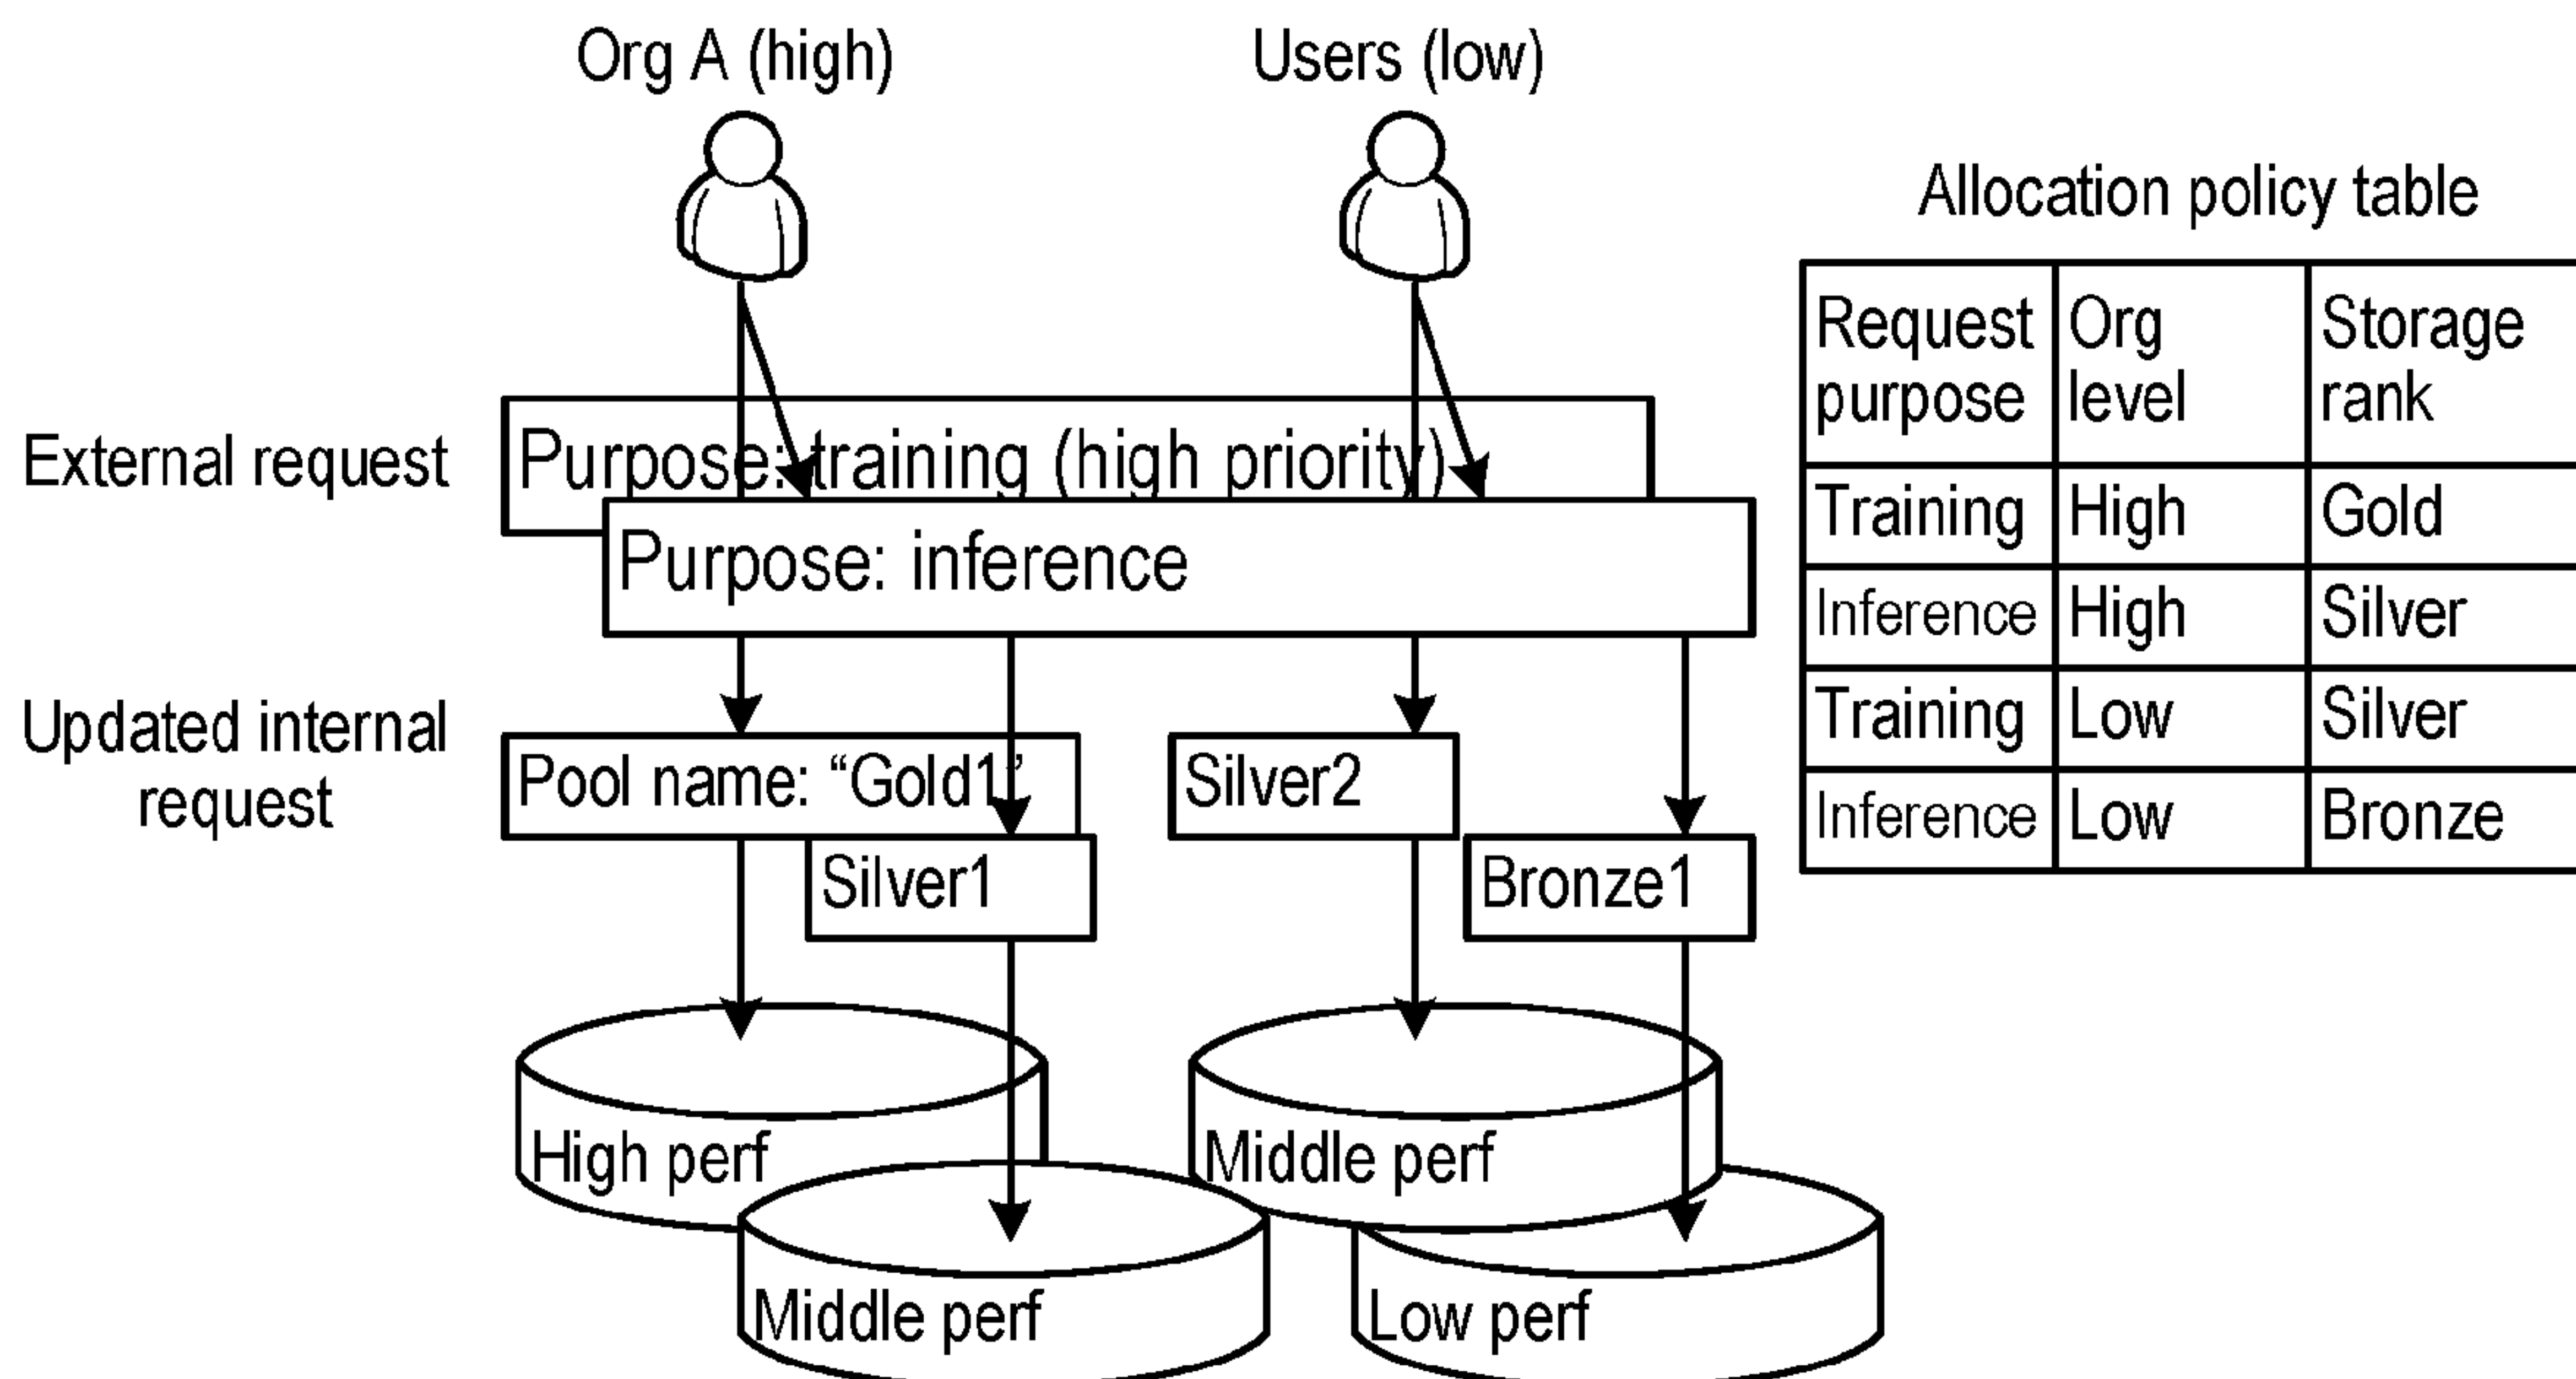 Org A (high)
Users (low)
External request
Purpose: training (high priority)
Purpose: inference
Updated internal
request
Pool name: “Gold1”
Silver1
Silver2
Bronze1
High perf
Middle perf
Middle perf
Low perf
Allocation policy table
Request purpose Org level Storage rank
Training High Gold
Inference High Silver
Training Low Silver
Inference Low Bronze